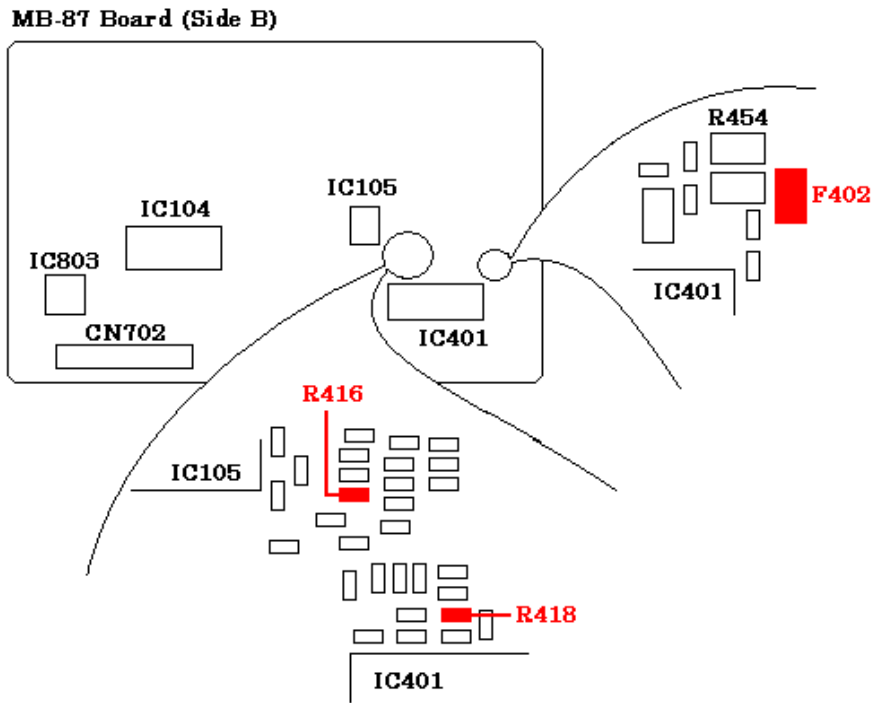 MB-87 Board (Side B)
R454
IC105
F402
IC104
IC803
IC401
CN702
IC401
R416
IC105
R418
IC401